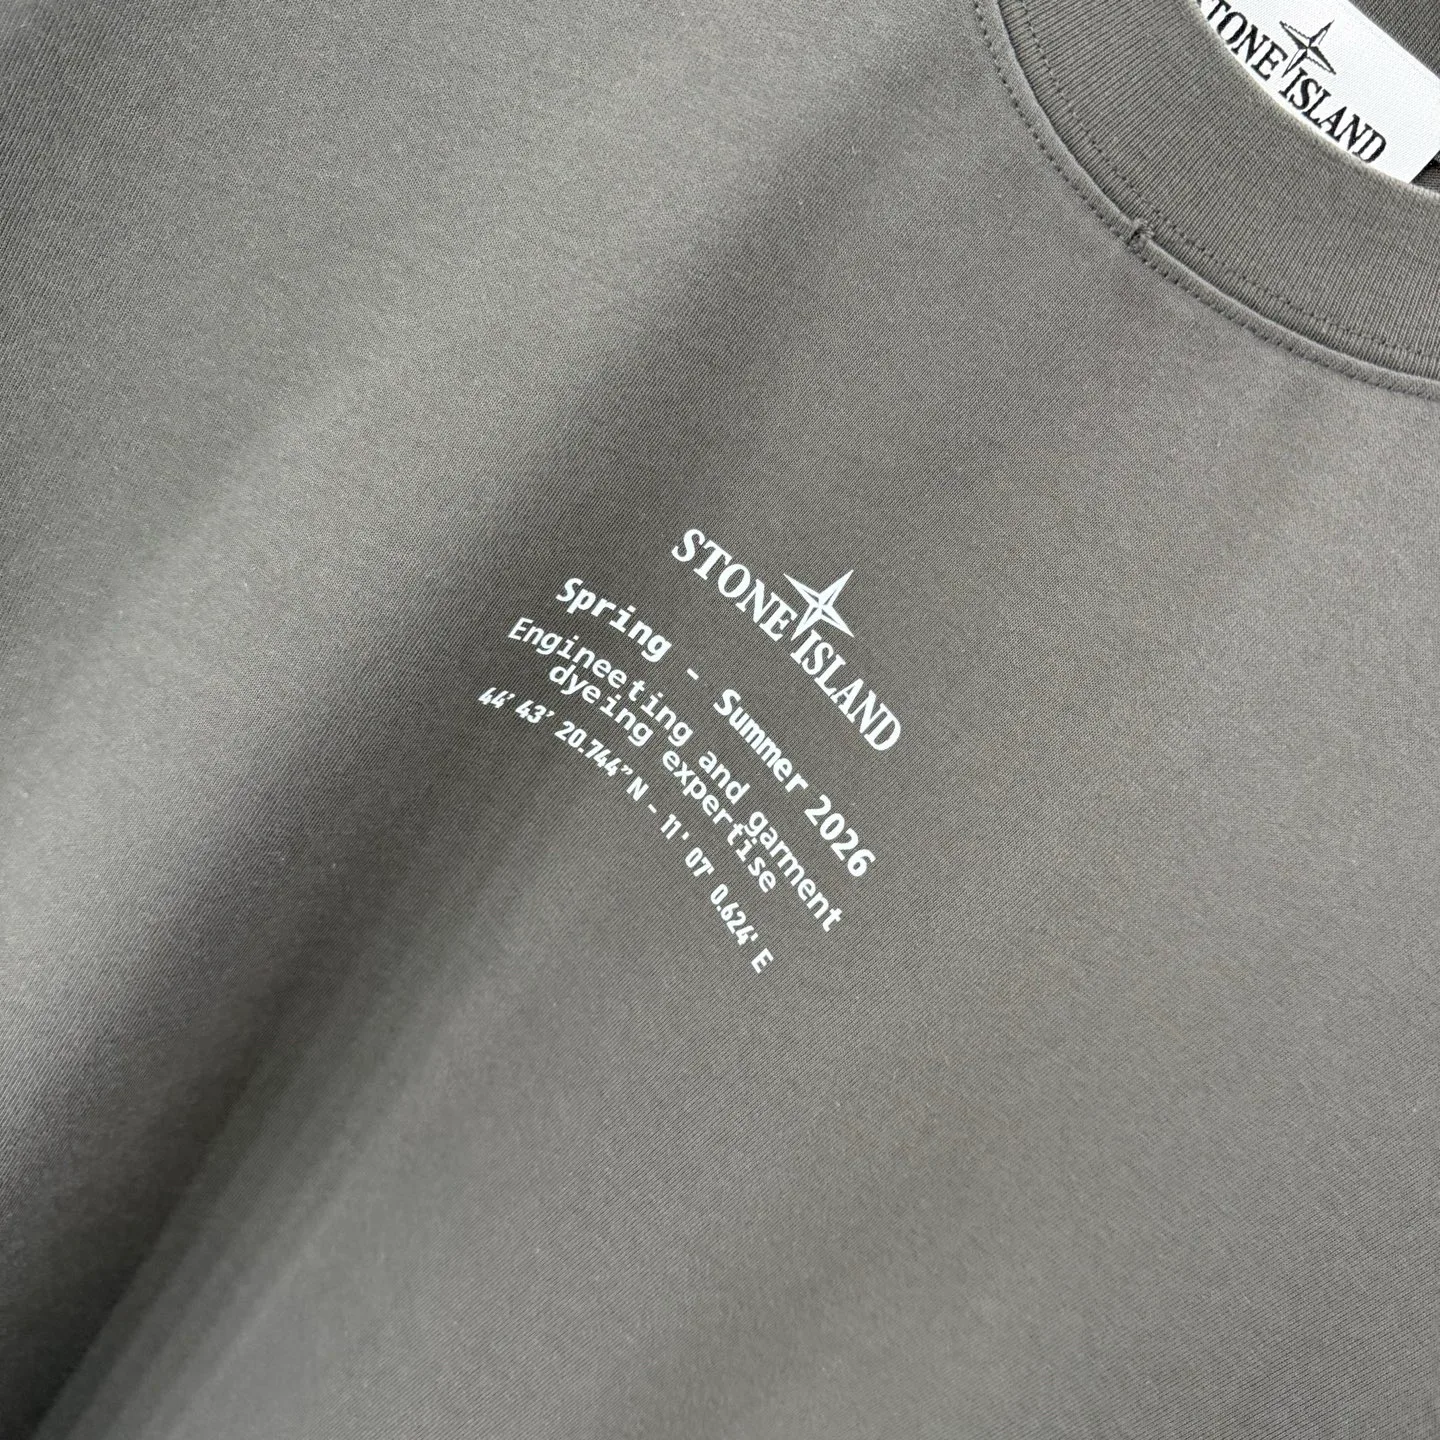 STONE ISLAND
STONE ISLAND
Spring - Summer 2026
Engineeting and garment
dyeing expertise
44' 43' 20.744" N - 11' 07' 0.624' E